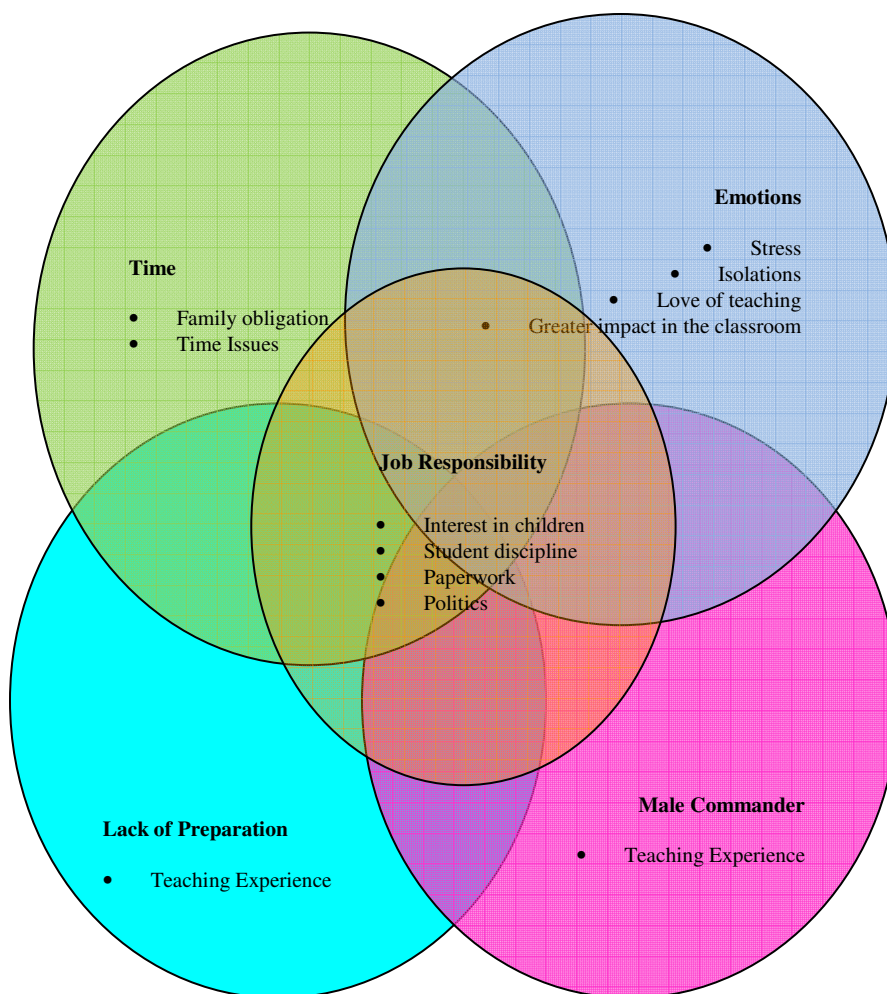 Time
• Family obligation
• Time Issues
Emotions
• Stress
• Isolations
• Love of teaching
• Greater impact in the classroom
Job Responsibility
• Interest in children
• Student discipline
• Paperwork
• Politics
Lack of Preparation
• Teaching Experience
Male Commander
• Teaching Experience